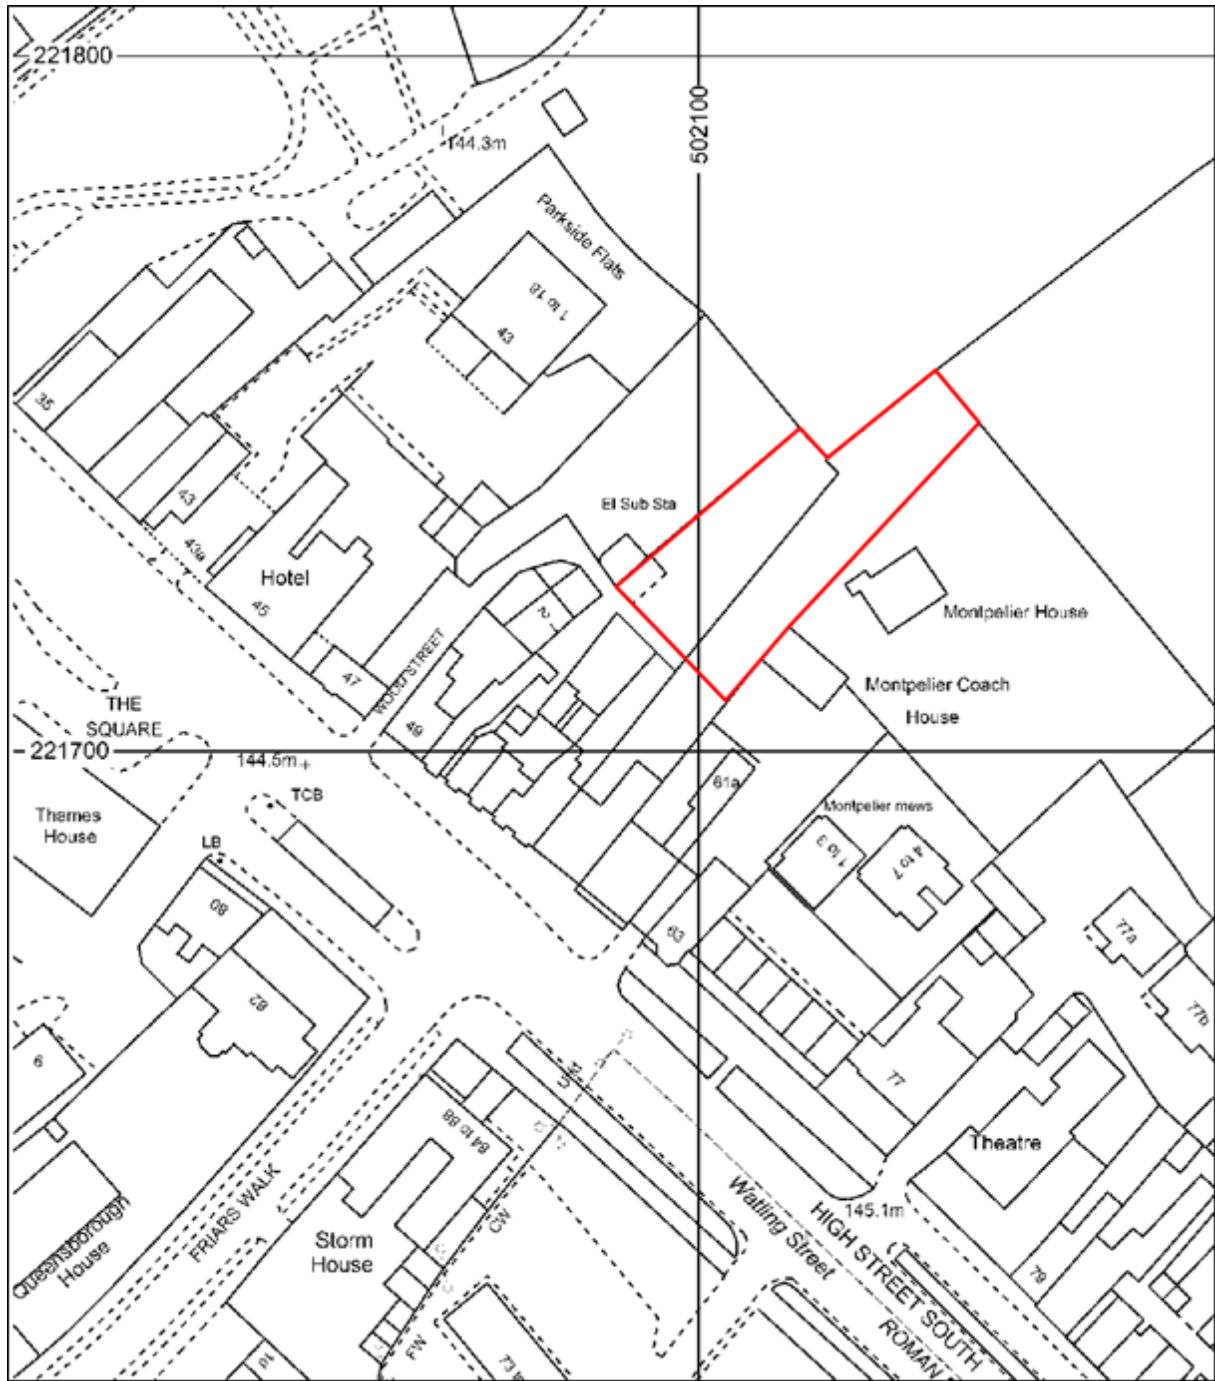 221800
502100
144.3m
Parkside Flats
1 to 18
43
35
43
43a
El Sub Sta
Hotel
45
47
2
WOOD STREET
49
Montpelier House
Montpelier Coach
House
THE
SQUARE
221700
144.5m+
TCB
LB
Thames
House
61a
Montpelier mews
1 to 3
4 to 7
63
80
82
77a
77b
6
77
Theatre
84 to 88
Und
CW
FW
Queensborough
House
FRIARS WALK
Storm
House
Watling Street
145.1m
HIGH STREET SOUTH
ROMAN
79